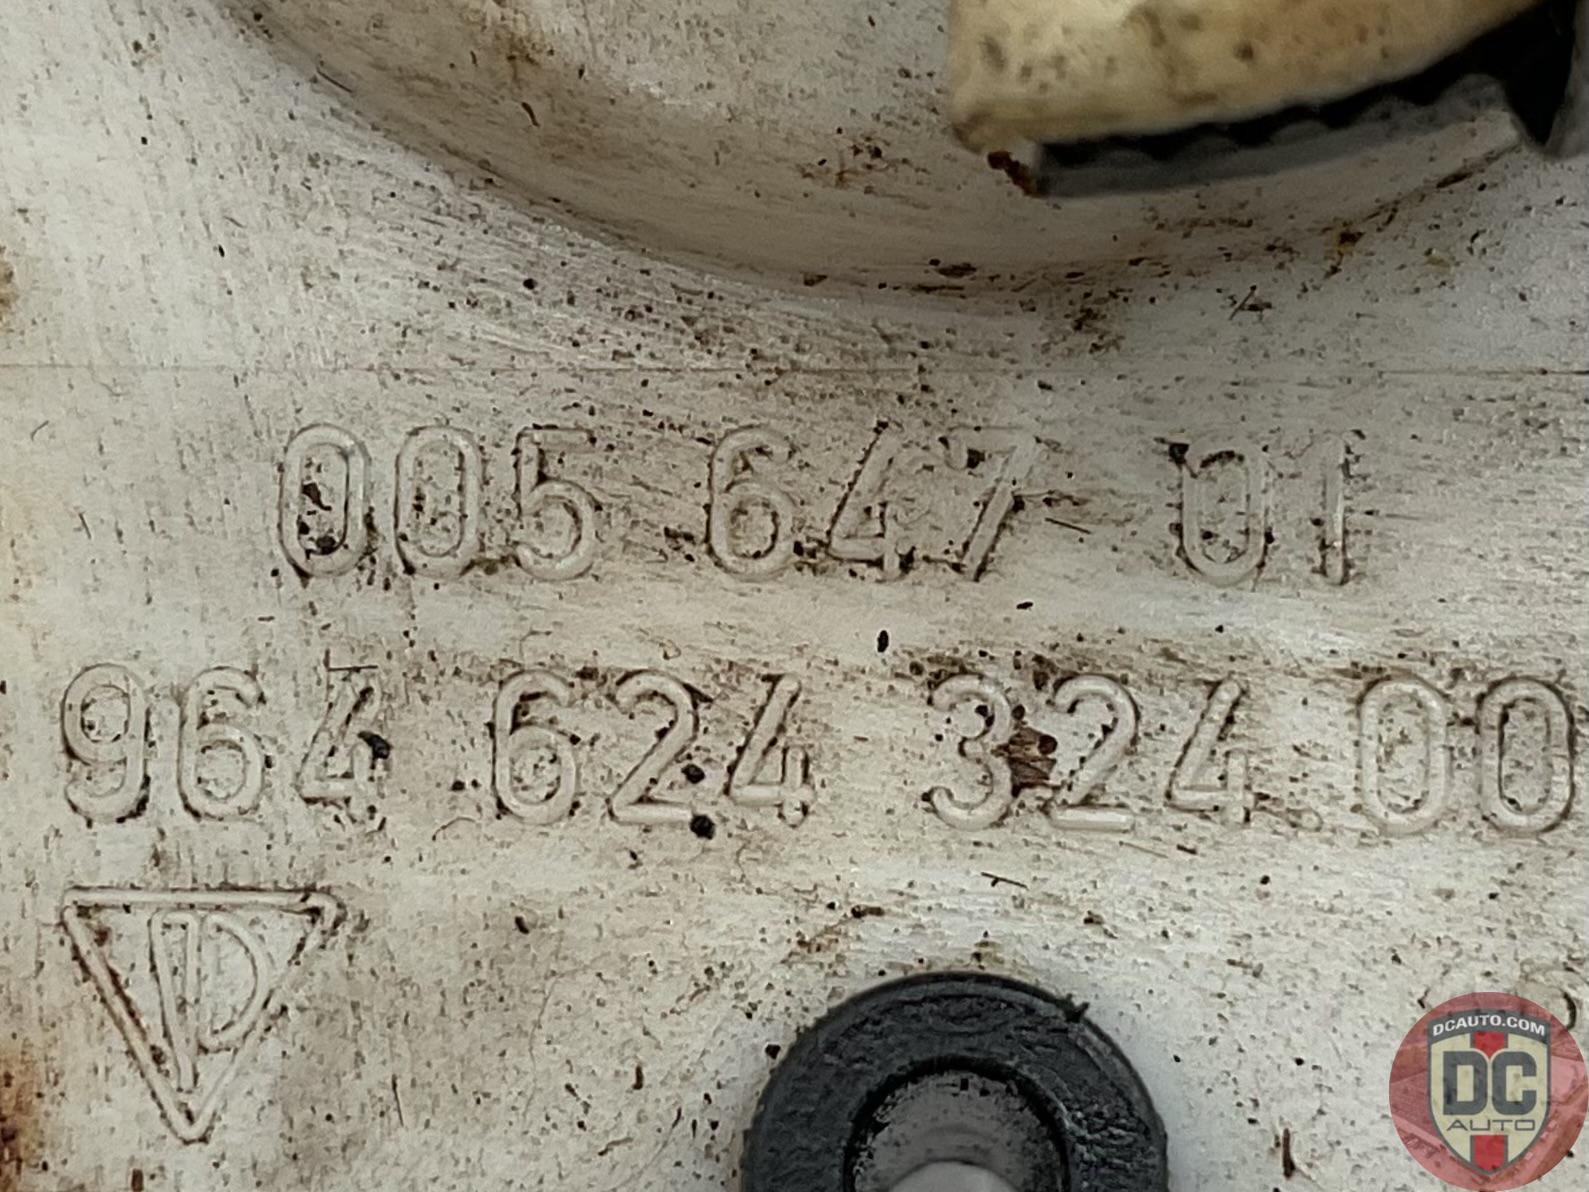 005 647 01
964 624 324.00
D
DCAUTO.COM
DC
AUTO